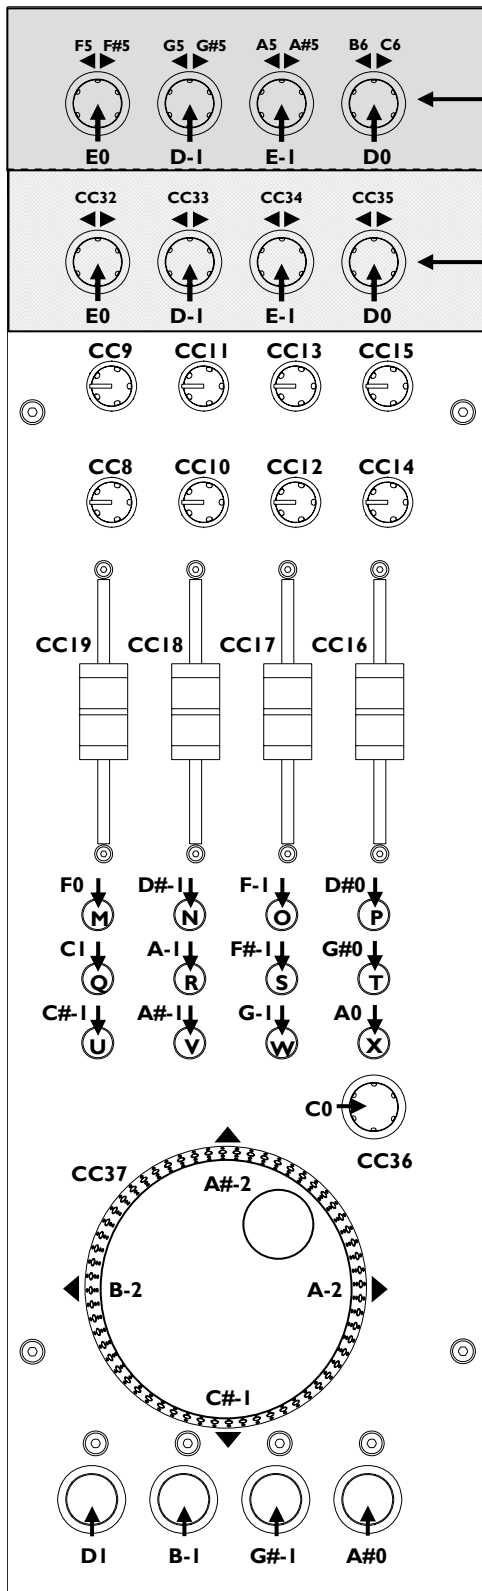 F5 F#5 G5 G#5 A5 A#5 B6 C6
E0 D-1 E-1 D0
CC32 CC33 CC34 CC35
E0 D-1 E-1 D0
CC9 CC11 CC13 CC15
CC8 CC10 CC12 CC14
CC19 CC18 CC17 CC16
F0 D#-1 F-1 D#0
M N O P
C1 A-1 F#-1 G#0
Q R S T
C#-1 A#-1 G-1 A0
U V W X
C0
CC36
CC37
A#-2
B-2 A-2
C#-1
D1 B-1 G#-1 A#0